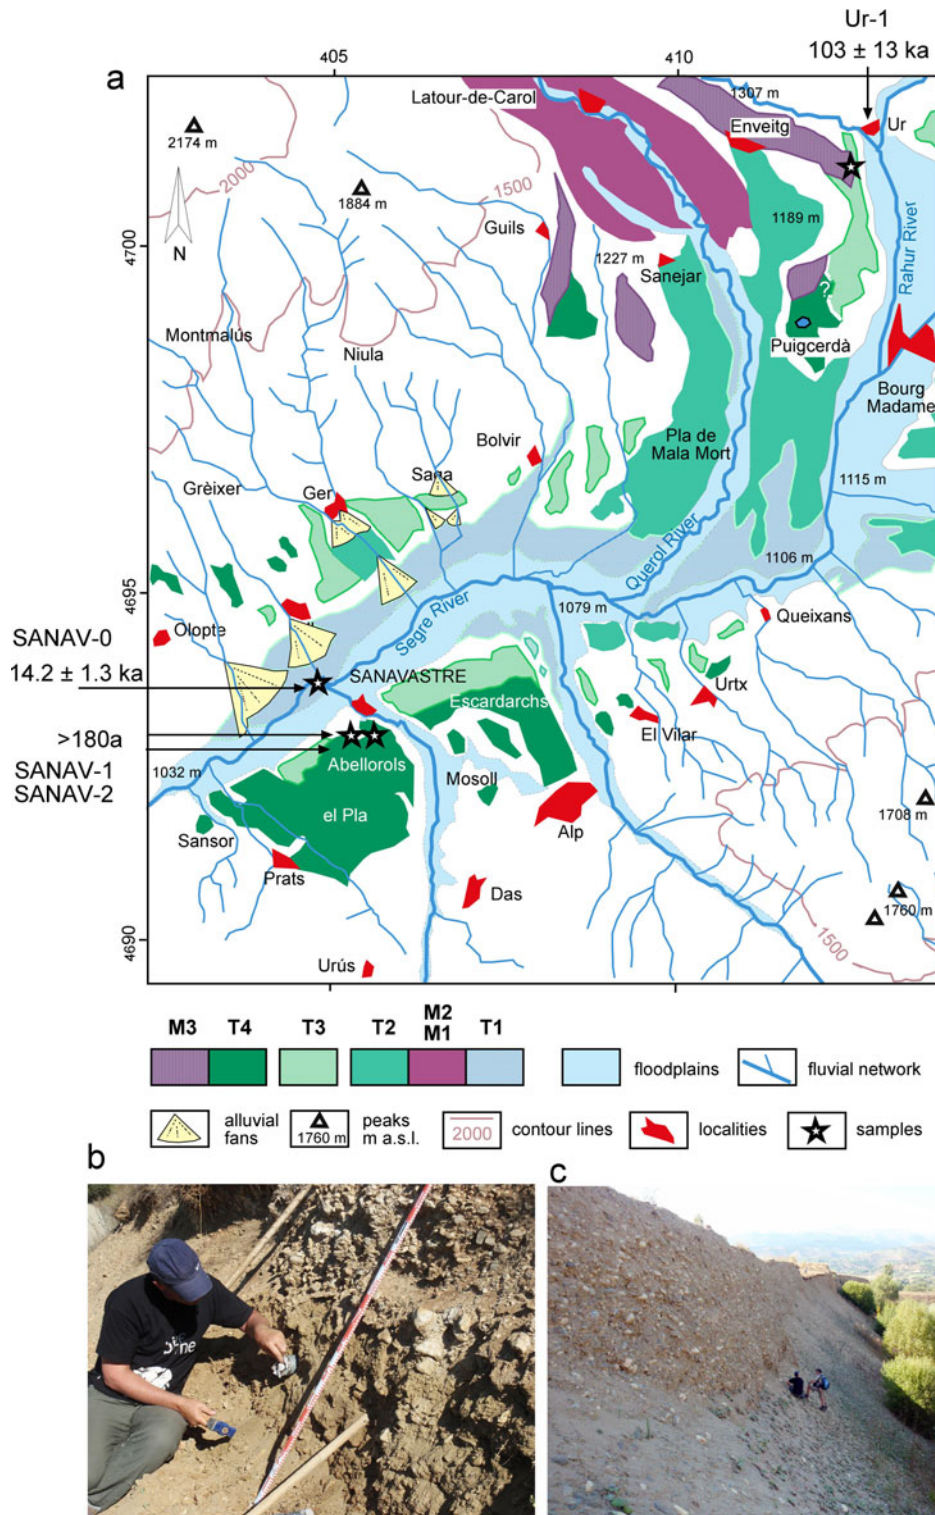 Ur-1
103 ± 13 ka
a
405
410
Latour-de-Carol
1307 m
Enveitg
Ur
2174 m
2000
1884 m
1500
N
4700
Guils
1189 m
1227 m
Sanejar
Rahur River
Montmalús
Niula
?
Puigcerdà
Bourg
Madame
Bolvir
Pla de
Mala Mort
Saga
Grèixer
Ger
1115 m
4695
Querol River
1106 m
Segre River
1079 m
Queixans
Olopte
SANAV-0
14.2 ± 1.3 ka
SANAVASTRE
Escardarchs
Urtx
El Vilar
>180a
SANAV-1
SANAV-2
1032 m
Abellorols
Mosoll
el Pla
Alp
1708 m
Sansor
Prats
Das
1760 m
4690
Urús
1500
M3
T4
T3
T2
M2
M1
T1
floodplains
fluvial network
alluvial
fans
1760 m
peaks
m a.s.l.
2000
contour lines
localities
samples
b
c